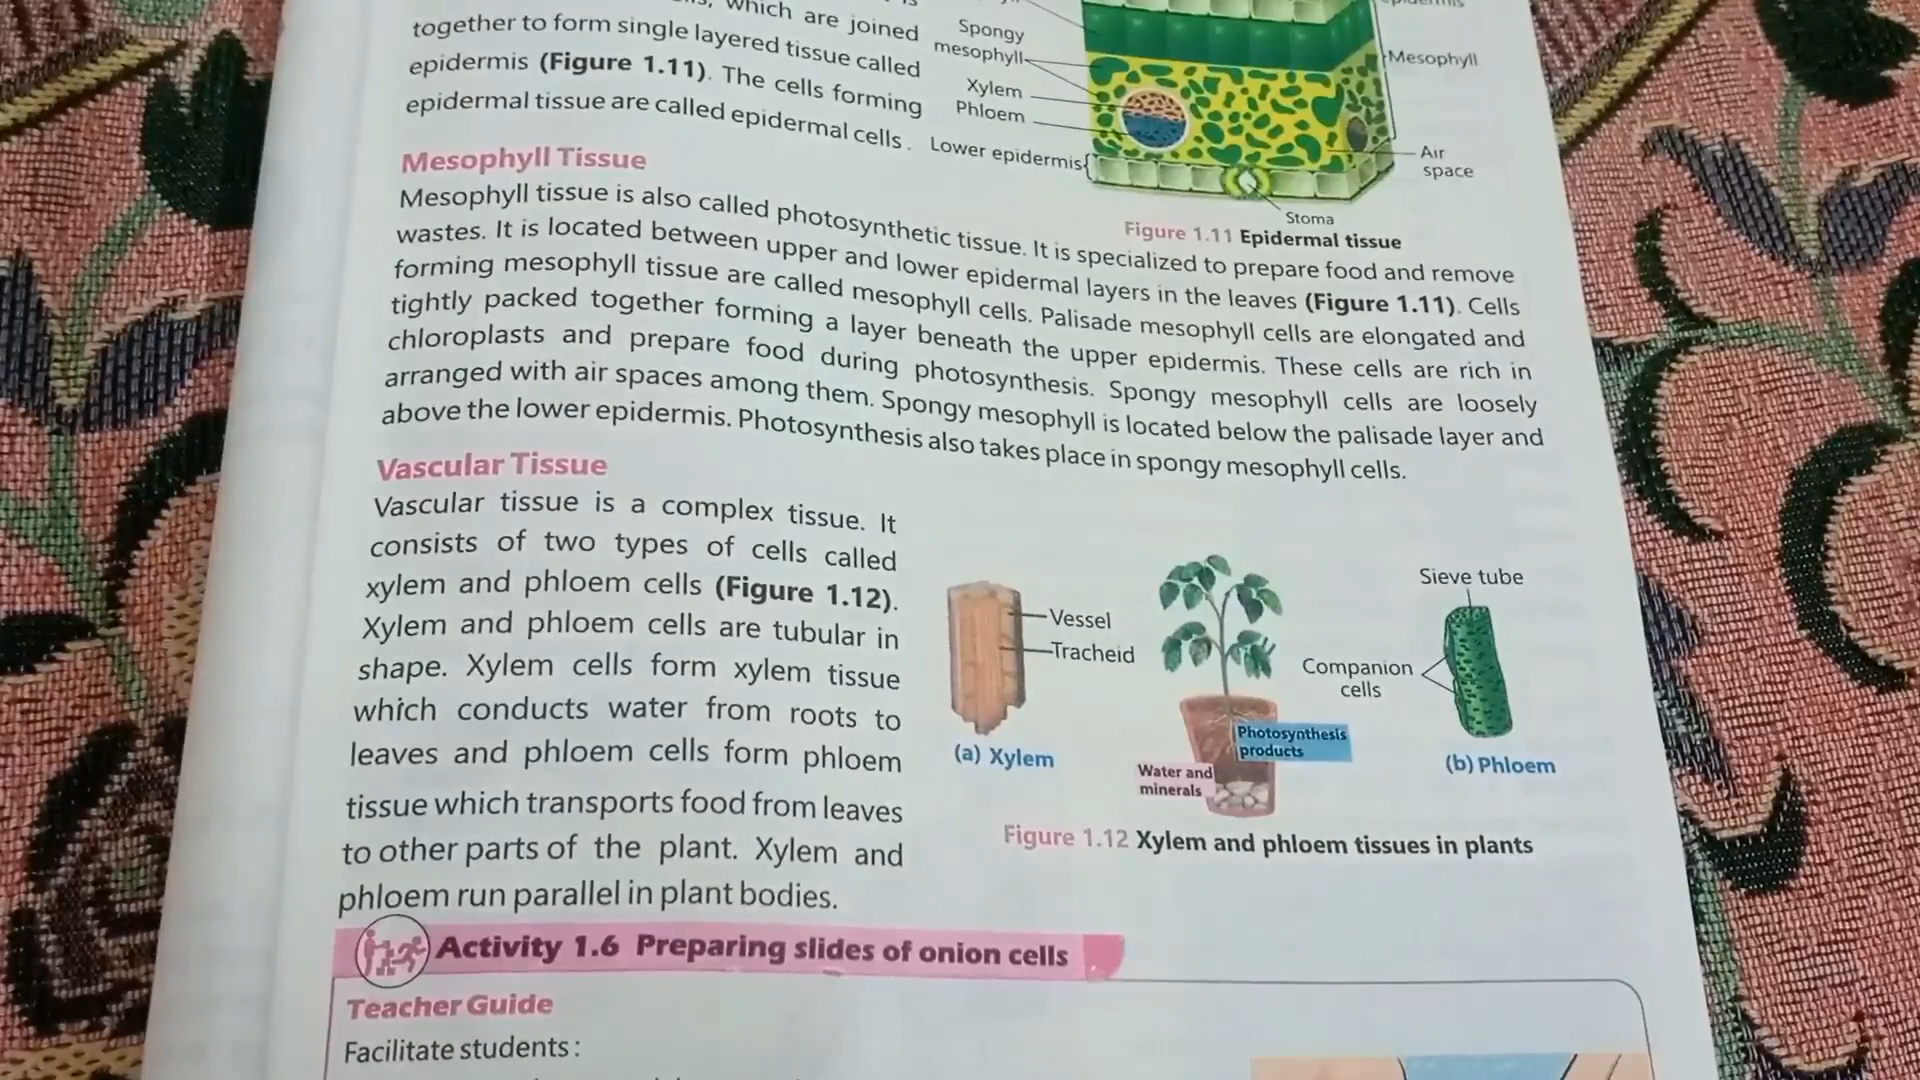 which are joined
together to form single layered tissue called
epidermis (Figure 1.11). The cells forming
epidermal tissue are called epidermal cells.
Spongy
mesophyll
Xylem
Phloem
Lower epidermis
Mesophyll
Air
space
Stoma
Figure 1.11 Epidermal tissue
Mesophyll Tissue
Mesophyll tissue is also called photosynthetic tissue. It is specialized to prepare food and remove
wastes. It is located between upper and lower epidermal layers in the leaves (Figure 1.11). Cells
forming mesophyll tissue are called mesophyll cells. Palisade mesophyll cells are elongated and
tightly packed together forming a layer beneath the upper epidermis. These cells are rich in
chloroplasts and prepare food during photosynthesis. Spongy mesophyll cells are loosely
arranged with air spaces among them. Spongy mesophyll is located below the palisade layer and
above the lower epidermis. Photosynthesis also takes place in spongy mesophyll cells.
Vascular Tissue
Vascular tissue is a complex tissue. It
consists of two types of cells called
xylem and phloem cells (Figure 1.12).
Xylem and phloem cells are tubular in
shape. Xylem cells form xylem tissue
which conducts water from roots to
leaves and phloem cells form phloem
tissue which transports food from leaves
to other parts of the plant. Xylem and
phloem run parallel in plant bodies.
Vessel
Tracheid
(a) Xylem
Photosynthesis
products
Water and
minerals
Sieve tube
Companion
cells
(b) Phloem
Figure 1.12 Xylem and phloem tissues in plants
Activity 1.6 Preparing slides of onion cells
Teacher Guide
Facilitate students: